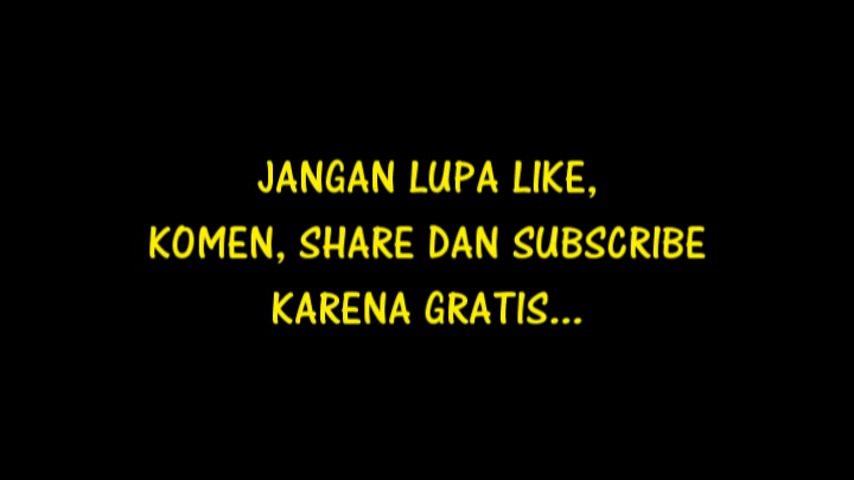 JANGAN LUPA LIKE,
KOMEN, SHARE DAN SUBSCRIBE
KARENA GRATIS...